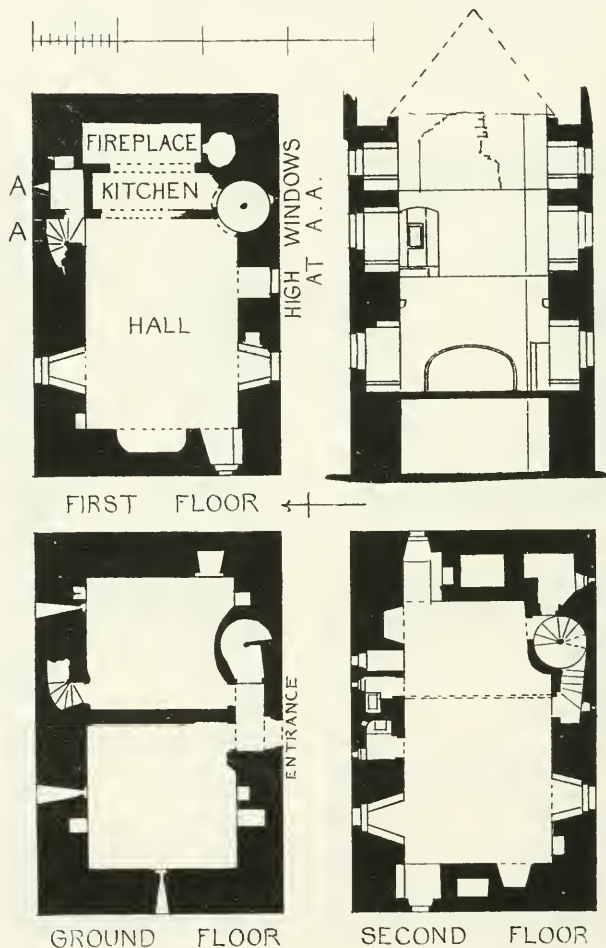 FIREPLACE
A
KITCHEN
A
HALL
HIGH WINDOWS
AT A.A.
FIRST FLOOR
ENTRANCE
GROUND FLOOR
SECOND FLOOR